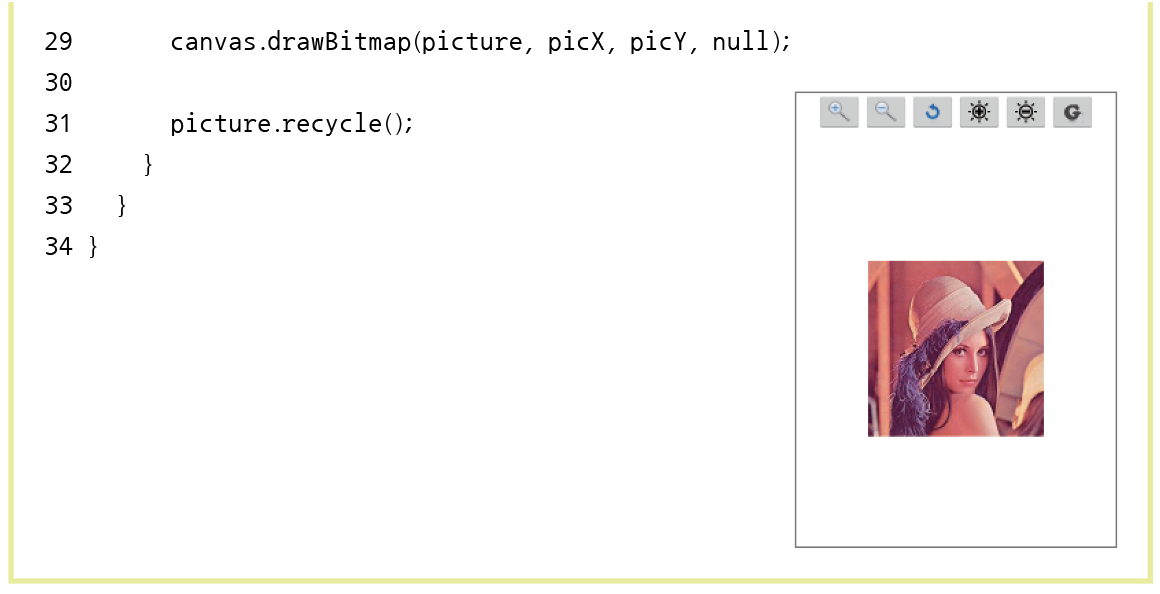 29 canvas.drawBitmap(picture, picX, picY, null);
30
31 picture.recycle();
32 }
33 }
34 }
G